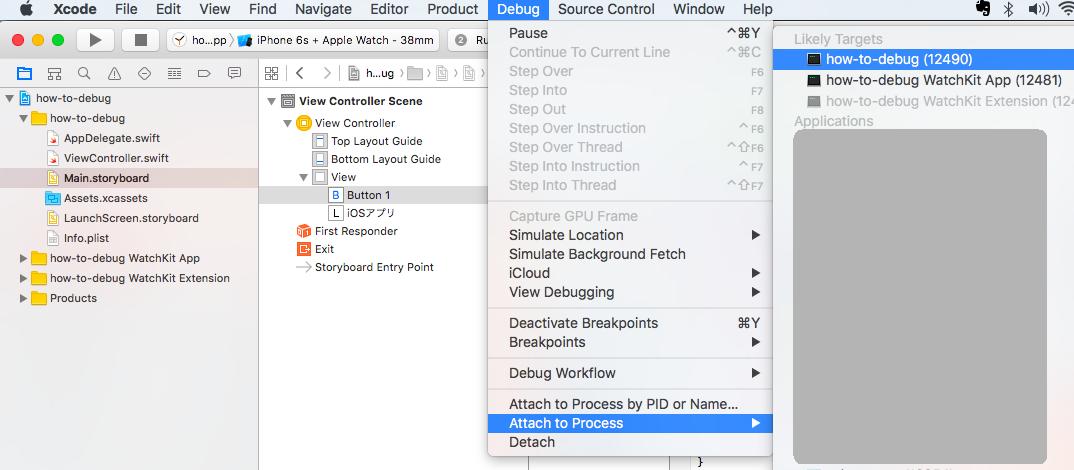 Xcode File Edit View Find Navigate Editor Product Debug Source Control Window Help
ho...pp iPhone 6s + Apple Watch - 38mm 2 Ru
how-to-debug
how-to-debug
AppDelegate.swift
ViewController.swift
Main.storyboard
Assets.xcassets
LaunchScreen.storyboard
Info.plist
how-to-debug WatchKit App
how-to-debug WatchKit Extension
Products
h...ug
View Controller Scene
View Controller
Top Layout Guide
Bottom Layout Guide
View
B Button 1
L iOSアプリ
First Responder
Exit
Storyboard Entry Point
Pause ^⌘Y
Continue To Current Line ^⌘C
Step Over F6
Step Into F7
Step Out F8
Step Over Instruction ^F6
Step Over Thread ^⇧F6
Step Into Instruction ^F7
Step Into Thread ^⇧F7
Capture GPU Frame
Simulate Location
Simulate Background Fetch
iCloud
View Debugging
Deactivate Breakpoints ⌘Y
Breakpoints
Debug Workflow
Attach to Process by PID or Name...
Attach to Process
Detach
Likely Targets
how-to-debug (12490)
how-to-debug WatchKit App (12481)
how-to-debug WatchKit Extension (124
Applications
}